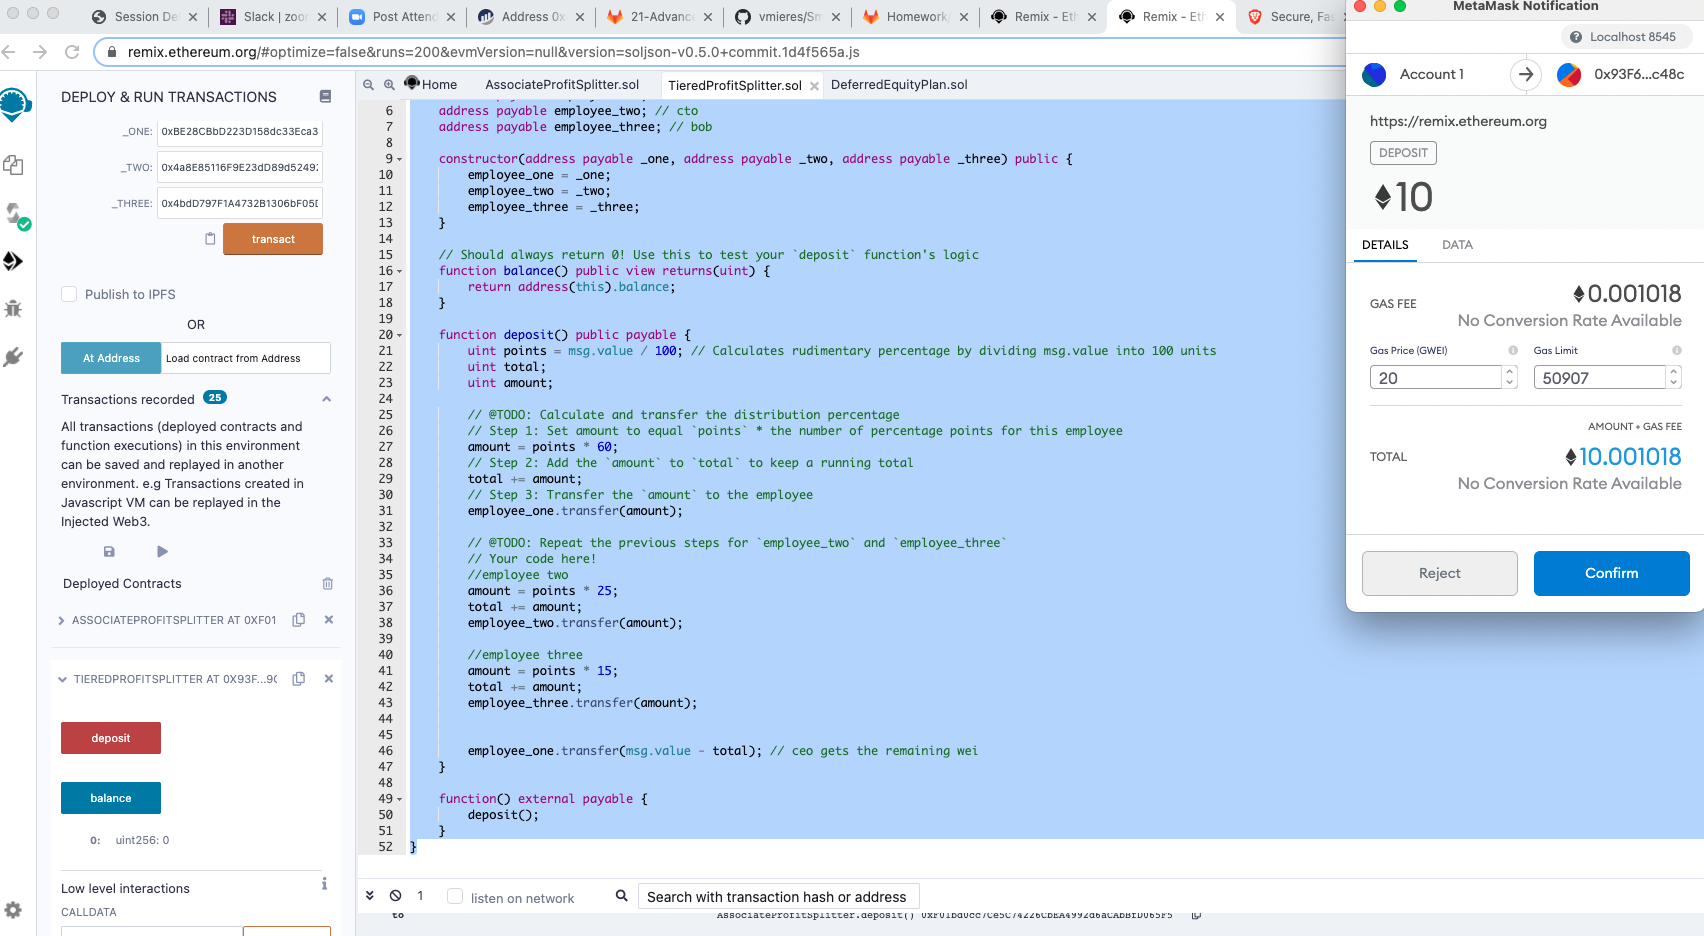 Session De
Slack | zoor
Post Attend
Address 0x
21-Advanc
vmieres/Sm
Homework/
Remix - Eth
Remix - Eth
Secure, Fas
remix.ethereum.org/#optimize=false&runs=200&evmVersion=null&version=soljson-v0.5.0+commit.1d4f565a.js
DEPLOY & RUN TRANSACTIONS
_ONE: 0xBE28CBbD223D158dc33Eca3
_TWO: 0x4a8E85116F9E23dD89d5249
_THREE: 0x4bdD797F1A4732B1306bF05
transact
Publish to IPFS
OR
At Address Load contract from Address
Transactions recorded 25
All transactions (deployed contracts and
function executions) in this environment
can be saved and replayed in another
environment. e.g Transactions created in
Javascript VM can be replayed in the
Injected Web3.
Deployed Contracts
ASSOCIATEPROFITSPLITTER AT 0XF01
TIEREDPROFITSPLITTER AT 0X93F...9C
deposit
balance
0: uint256: 0
Low level interactions
CALLDATA
Home AssociateProfitSplitter.sol TieredProfitSplitter.sol DeferredEquityPlan.sol
6 address payable employee_two; // cto
7 address payable employee_three; // bob
8
9 constructor(address payable _one, address payable _two, address payable _three) public {
10 employee_one = _one;
11 employee_two = _two;
12 employee_three = _three;
13 }
14
15 // Should always return 0! Use this to test your `deposit` function's logic
16 function balance() public view returns(uint) {
17 return address(this).balance;
18 }
19
20 function deposit() public payable {
21 uint points = msg.value / 100; // Calculates rudimentary percentage by dividing msg.value into 100 units
22 uint total;
23 uint amount;
24
25 // @TODO: Calculate and transfer the distribution percentage
26 // Step 1: Set amount to equal `points` * the number of percentage points for this employee
27 amount = points * 60;
28 // Step 2: Add the `amount` to `total` to keep a running total
29 total += amount;
30 // Step 3: Transfer the `amount` to the employee
31 employee_one.transfer(amount);
32
33 // @TODO: Repeat the previous steps for `employee_two` and `employee_three`
34 // Your code here!
35 //employee two
36 amount = points * 25;
37 total += amount;
38 employee_two.transfer(amount);
39
40 //employee three
41 amount = points * 15;
42 total += amount;
43 employee_three.transfer(amount);
44
45
46 employee_one.transfer(msg.value - total); // ceo gets the remaining wei
47 }
48
49 function() external payable {
50 deposit();
51 }
52 }
1 listen on network Search with transaction hash or address
to AssociateProfitSplitter.deposit()
MetaMask Notification
Localhost 8545
Account 1 0x93F6...c48c
https://remix.ethereum.org
DEPOSIT
10
DETAILS DATA
GAS FEE 0.001018
No Conversion Rate Available
Gas Price (GWEI) Gas Limit
20 50907
AMOUNT + GAS FEE
TOTAL 10.001018
No Conversion Rate Available
Reject Confirm